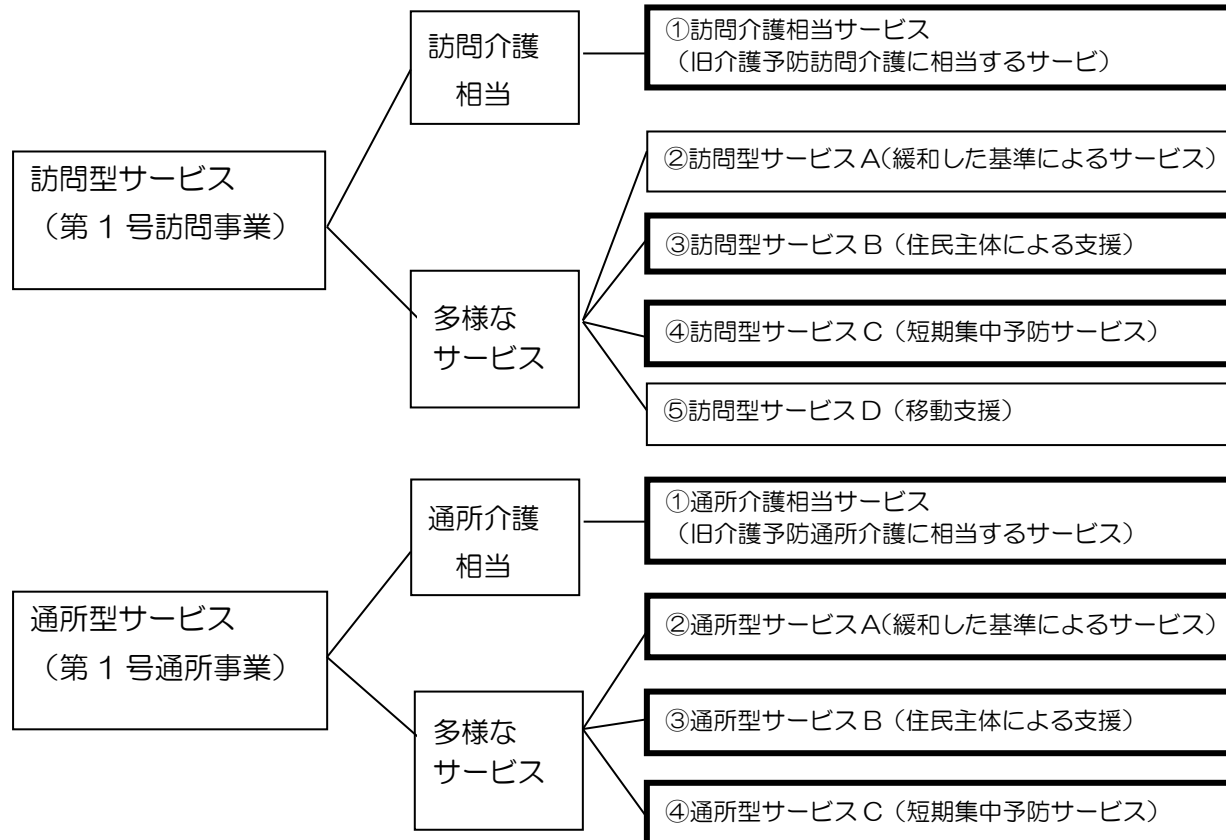 訪問型サービス
（第1号訪問事業）
訪問介護
相当
①訪問介護相当サービス
（旧介護予防訪問介護に相当するサービ）
多様な
サービス
②訪問型サービスA(緩和した基準によるサービス)
③訪問型サービスB（住民主体による支援）
④訪問型サービスC（短期集中予防サービス）
⑤訪問型サービスD（移動支援）
通所型サービス
（第1号通所事業）
通所介護
相当
①通所介護相当サービス
（旧介護予防通所介護に相当するサービス）
多様な
サービス
②通所型サービスA(緩和した基準によるサービス)
③通所型サービスB（住民主体による支援）
④通所型サービスC（短期集中予防サービス）